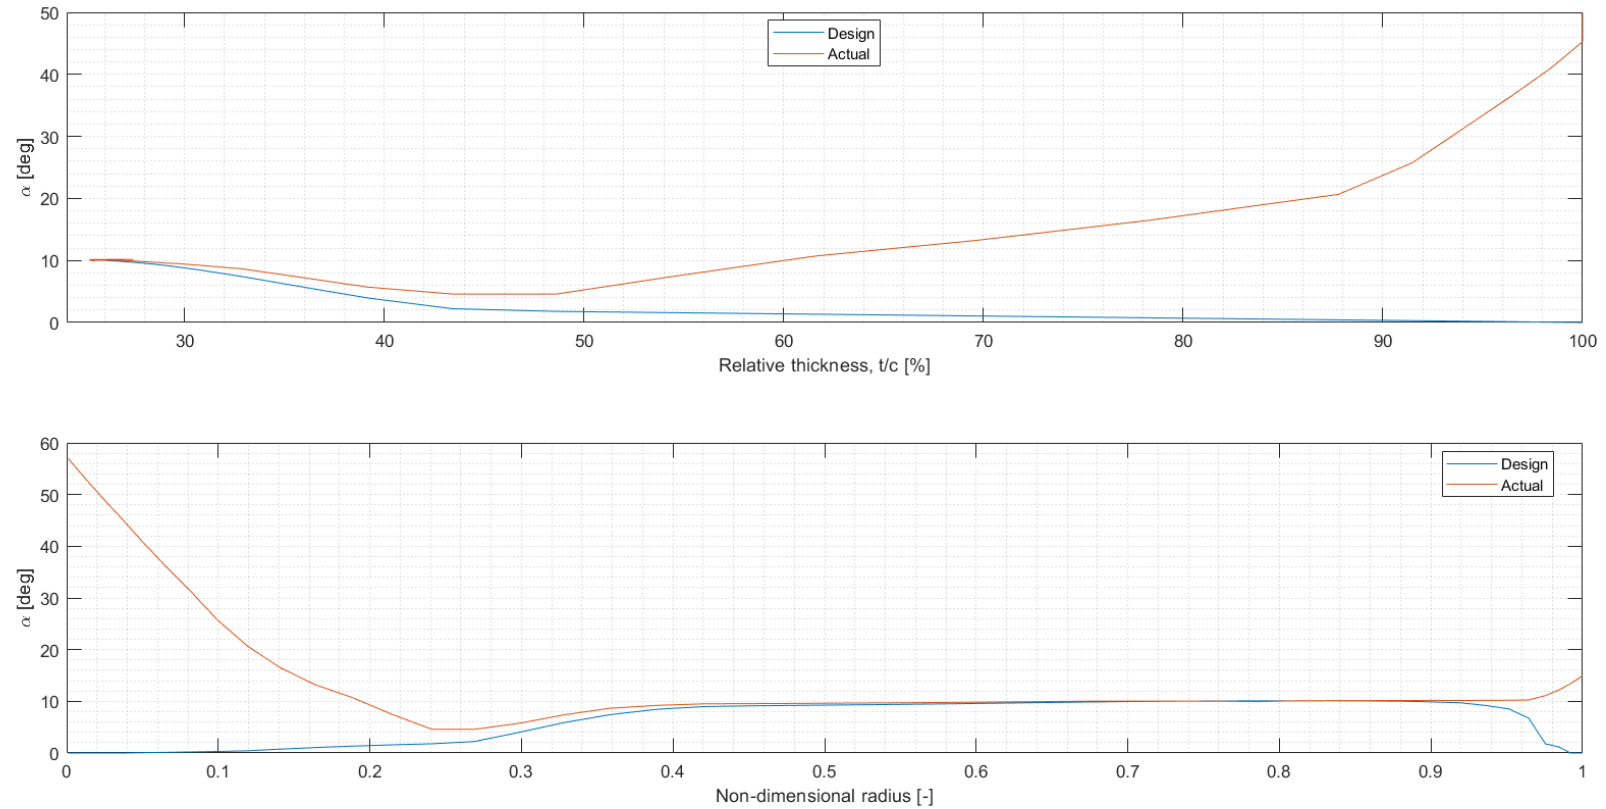 50
40
30
20
10
0
α [deg]
Design
Actual
30 40 50 60 70 80 90 100
Relative thickness, t/c [%]
60
50
40
30
20
10
0
α [deg]
Design
Actual
0 0.1 0.2 0.3 0.4 0.5 0.6 0.7 0.8 0.9 1
Non-dimensional radius [-]